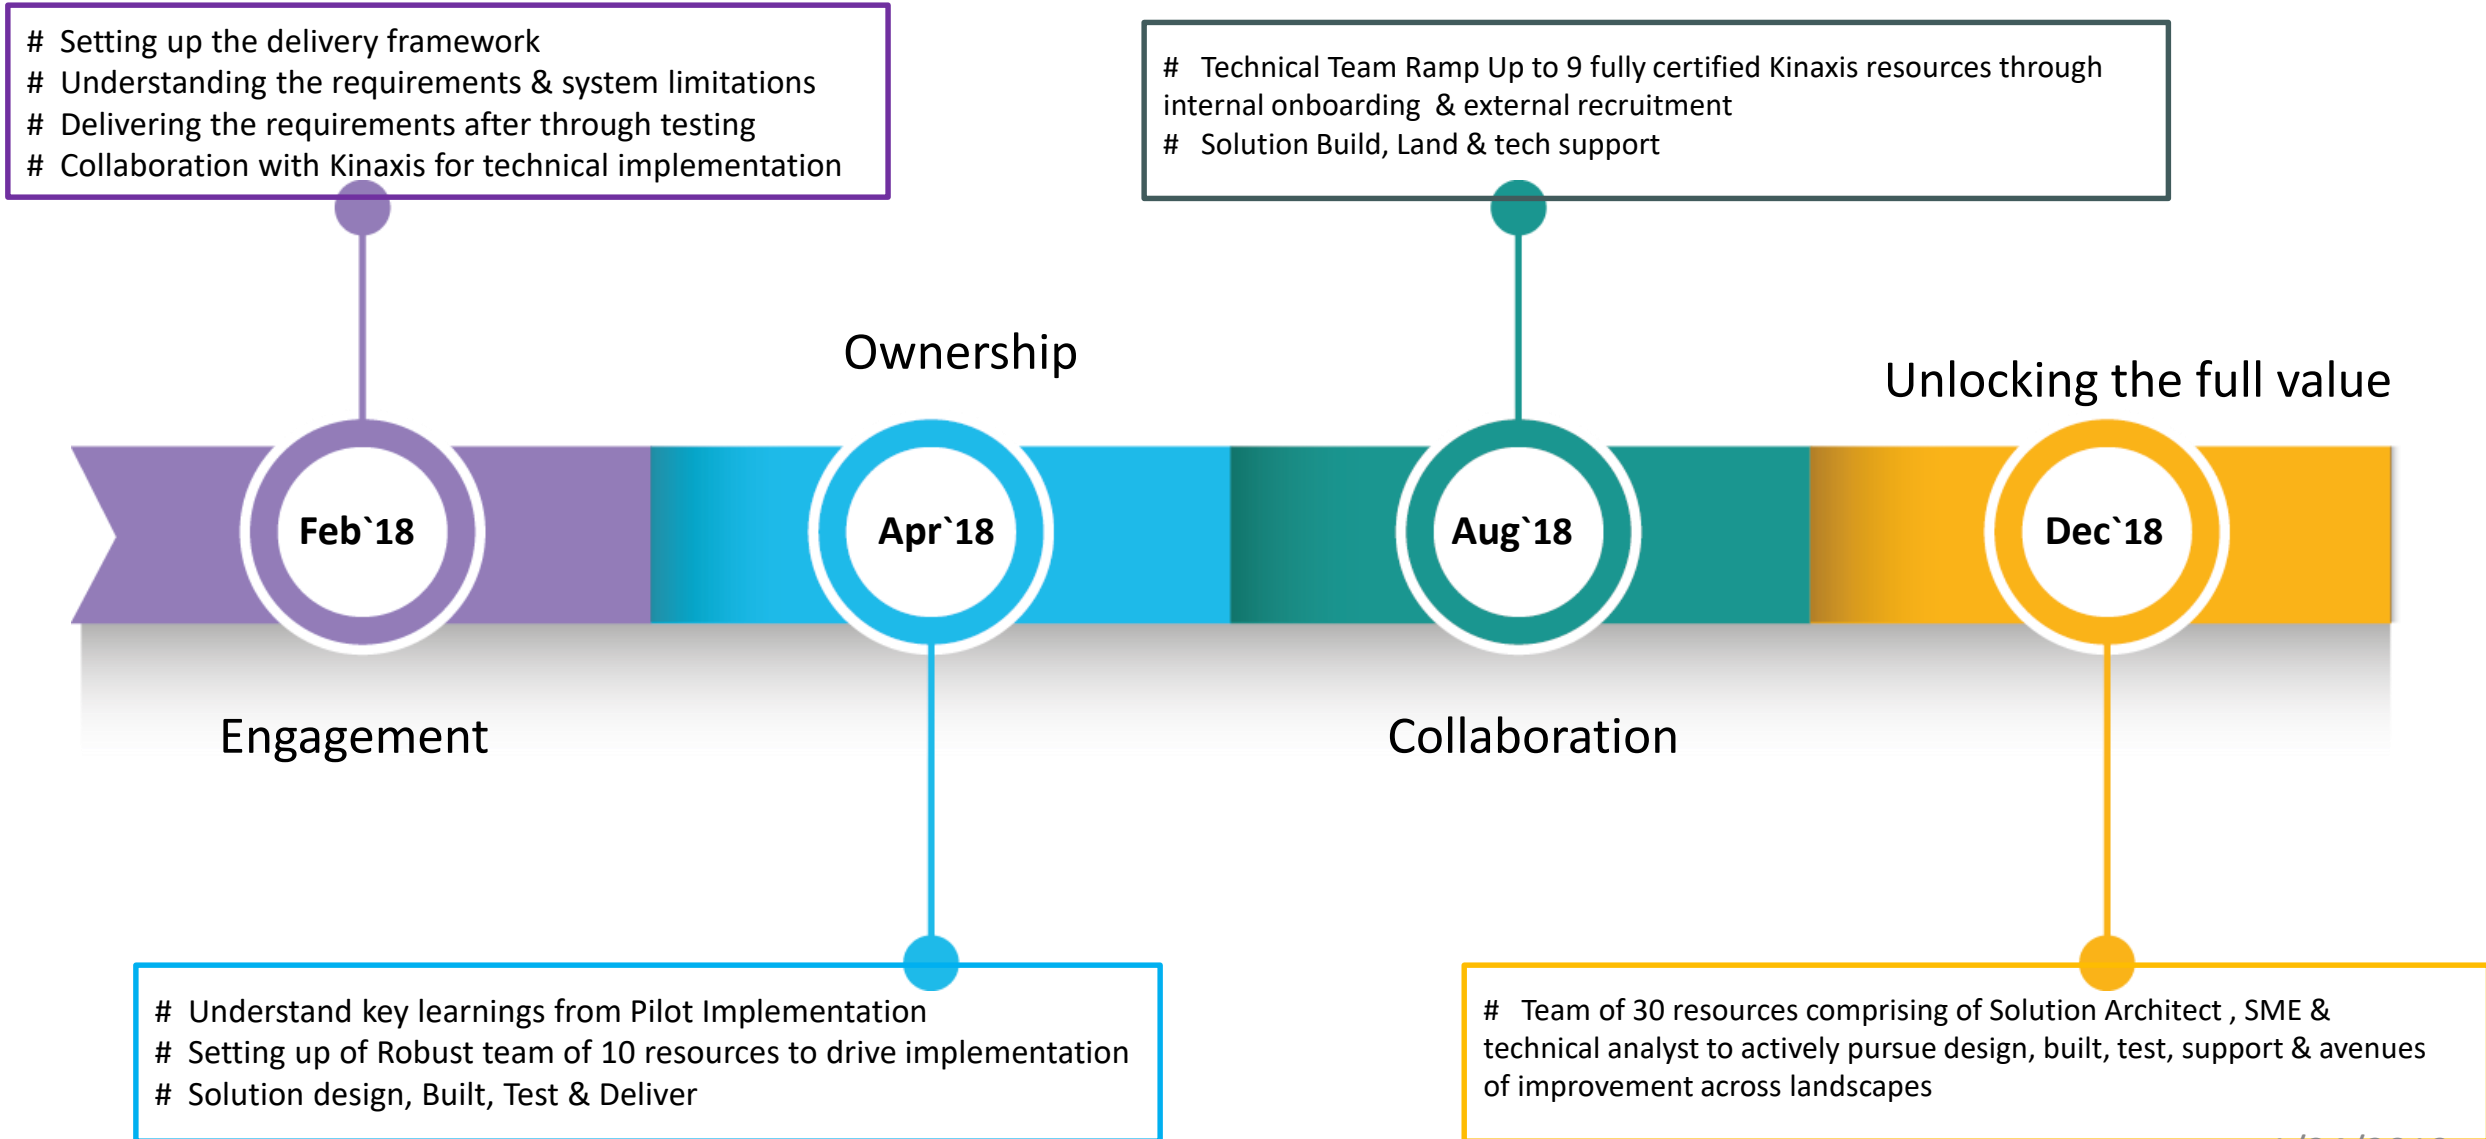 # Setting up the delivery framework
# Understanding the requirements & system limitations
# Delivering the requirements after through testing
# Collaboration with Kinaxis for technical implementation
# Technical Team Ramp Up to 9 fully certified Kinaxis resources through
internal onboarding & external recruitment
# Solution Build, Land & tech support
Ownership
Unlocking the full value
Feb`18
Apr`18
Aug`18
Dec`18
Engagement
Collaboration
# Understand key learnings from Pilot Implementation
# Setting up of Robust team of 10 resources to drive implementation
# Solution design, Built, Test & Deliver
# Team of 30 resources comprising of Solution Architect , SME &
technical analyst to actively pursue design, built, test, support & avenues
of improvement across landscapes